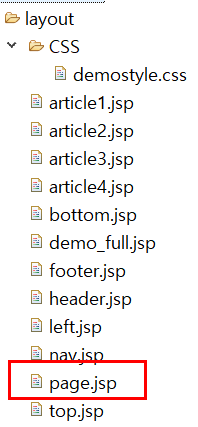 layout
CSS
demostyle.css
article1.jsp
article2.jsp
article3.jsp
article4.jsp
bottom.jsp
demo_full.jsp
footer.jsp
header.jsp
left.jsp
nav.jsp
page.jsp
top.jsp